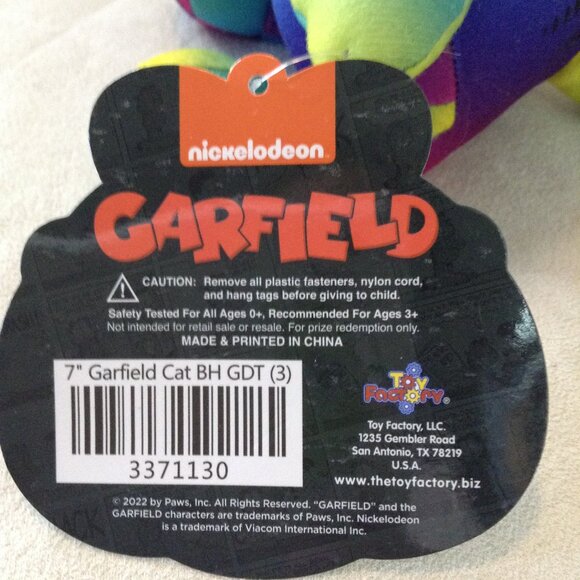 nickelodeon
GARFIELD™
CAUTION: Remove all plastic fasteners, nylon cord,
and hang tags before giving to child.
Safety Tested For All Ages 0+, Recommended For Ages 3+
Not intended for retail sale or resale. For prize redemption only.
MADE & PRINTED IN CHINA
7" Garfield Cat BH GDT (3)
3371130
Toy
Factory®
Toy Factory, LLC.
1235 Gembler Road
San Antonio, TX 78219
U.S.A.
www.thetoyfactory.biz
© 2022 by Paws, Inc. All Rights Reserved. "GARFIELD" and the
GARFIELD characters are trademarks of Paws, Inc. Nickelodeon
is a trademark of Viacom International Inc.